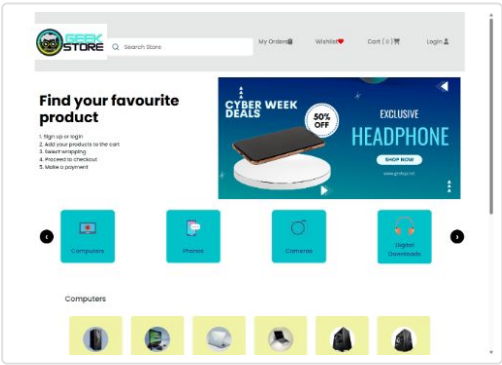 GEEK
STORE
Search Store
My Orders
Wishlist
Cart ( 0 )
Login
Find your favourite
product
1. Sign up or login
2. Add your products to the cart
3. Select wrapping
4. Proceed to checkout
5. Make a payment
CYBER WEEK
DEALS
50%
OFF
EXCLUSIVE
HEADPHONE
SHOP NOW
Computers
Phones
Cameras
Digital
Downloads
Computers